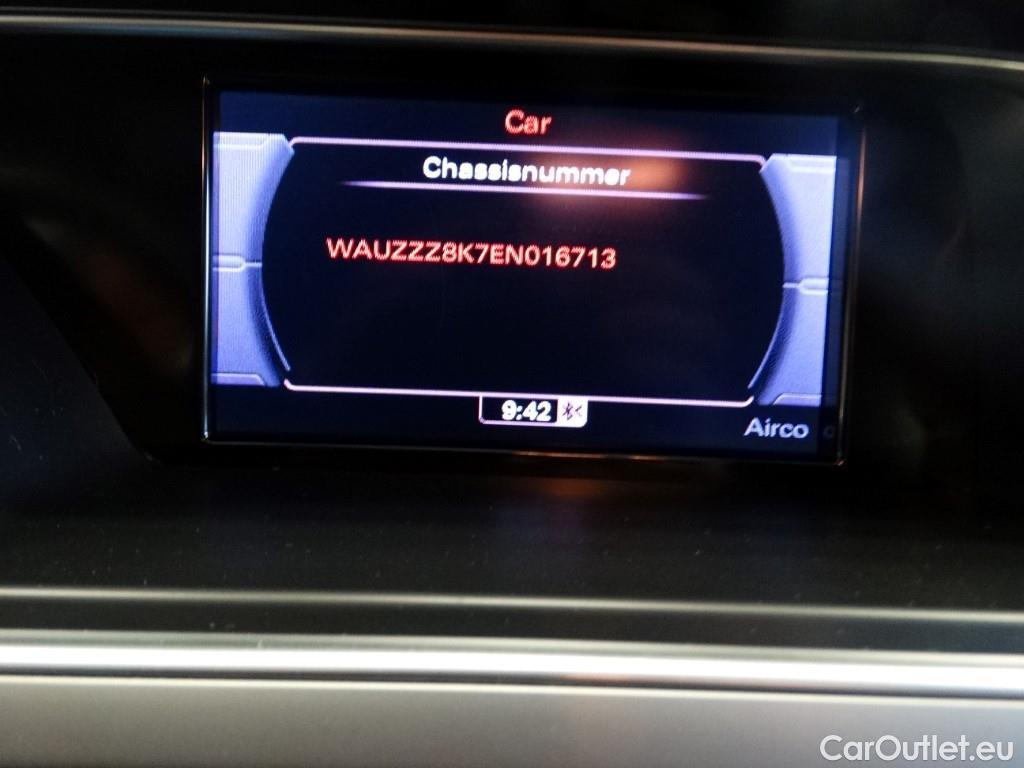 Car
Chassisnummer
WAUZZZ8K7EN016713
9:42
Airco
CarOutlet.eu